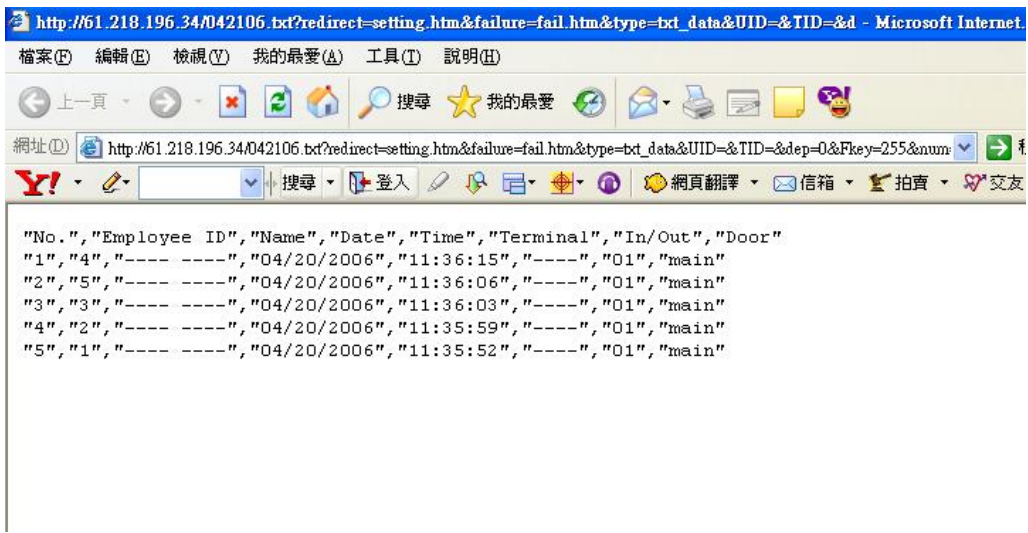 http://61.218.196.34/042106.txt?redirect=setting.htm&failure=fail.htm&type=txt_data&UID=&TID=&d - Microsoft Internet.
檔案(F) 編輯(E) 檢視(V) 我的最愛(A) 工具(T) 說明(H)
上一頁 搜尋 我的最愛
網址(D) http://61.218.196.34/042106.txt?redirect=setting.htm&failure=fail.htm&type=txt_data&UID=&TID=&dep=0&Fkey=255&num
Y! 搜尋 登入 網頁翻譯 信箱 拍賣 交友
"No.","Employee ID","Name","Date","Time","Terminal","In/Out","Door"
"1","4","---- ----","04/20/2006","11:36:15","----","01","main"
"2","5","---- ----","04/20/2006","11:36:06","----","01","main"
"3","3","---- ----","04/20/2006","11:36:03","----","01","main"
"4","2","---- ----","04/20/2006","11:35:59","----","01","main"
"5","1","---- ----","04/20/2006","11:35:52","----","01","main"